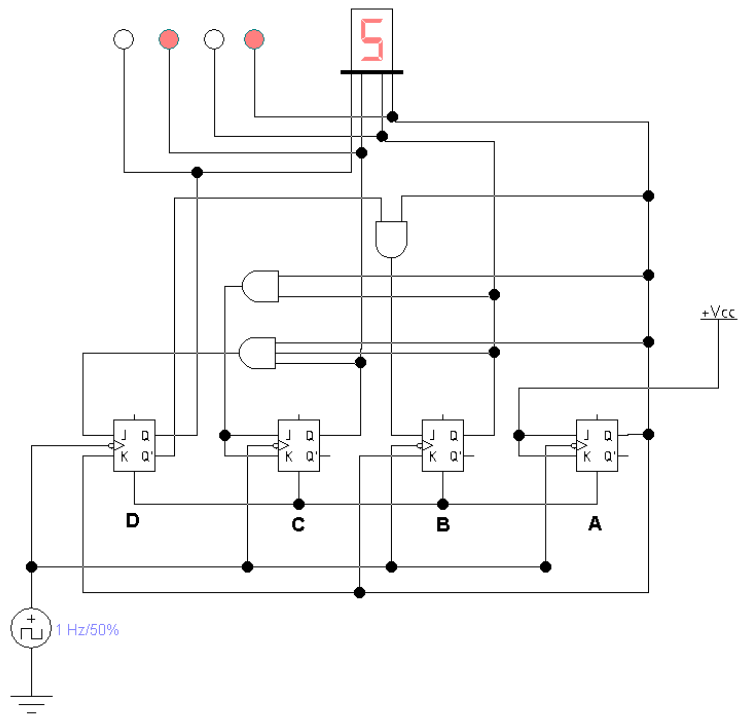 5
+Vcc
J Q J Q J Q J Q
K Q' K Q' K Q' K Q'
D C B A
+
1 Hz/50%